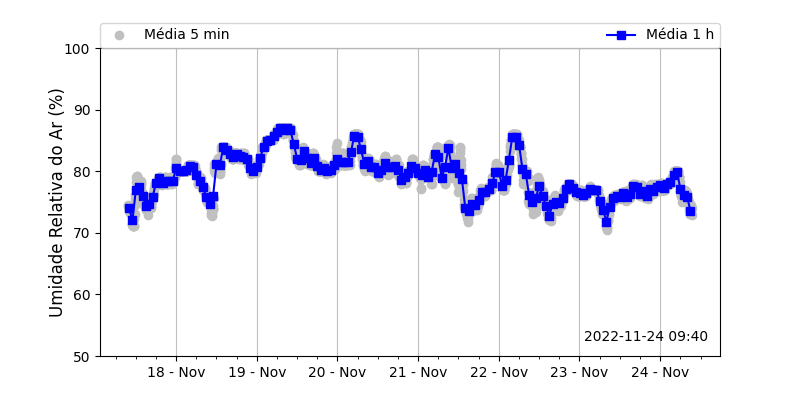 Média 5 min
Média 1 h
Umidade Relativa do Ar (%)
100
90
80
70
60
50
2022-11-24 09:40
18 - Nov
19 - Nov
20 - Nov
21 - Nov
22 - Nov
23 - Nov
24 - Nov